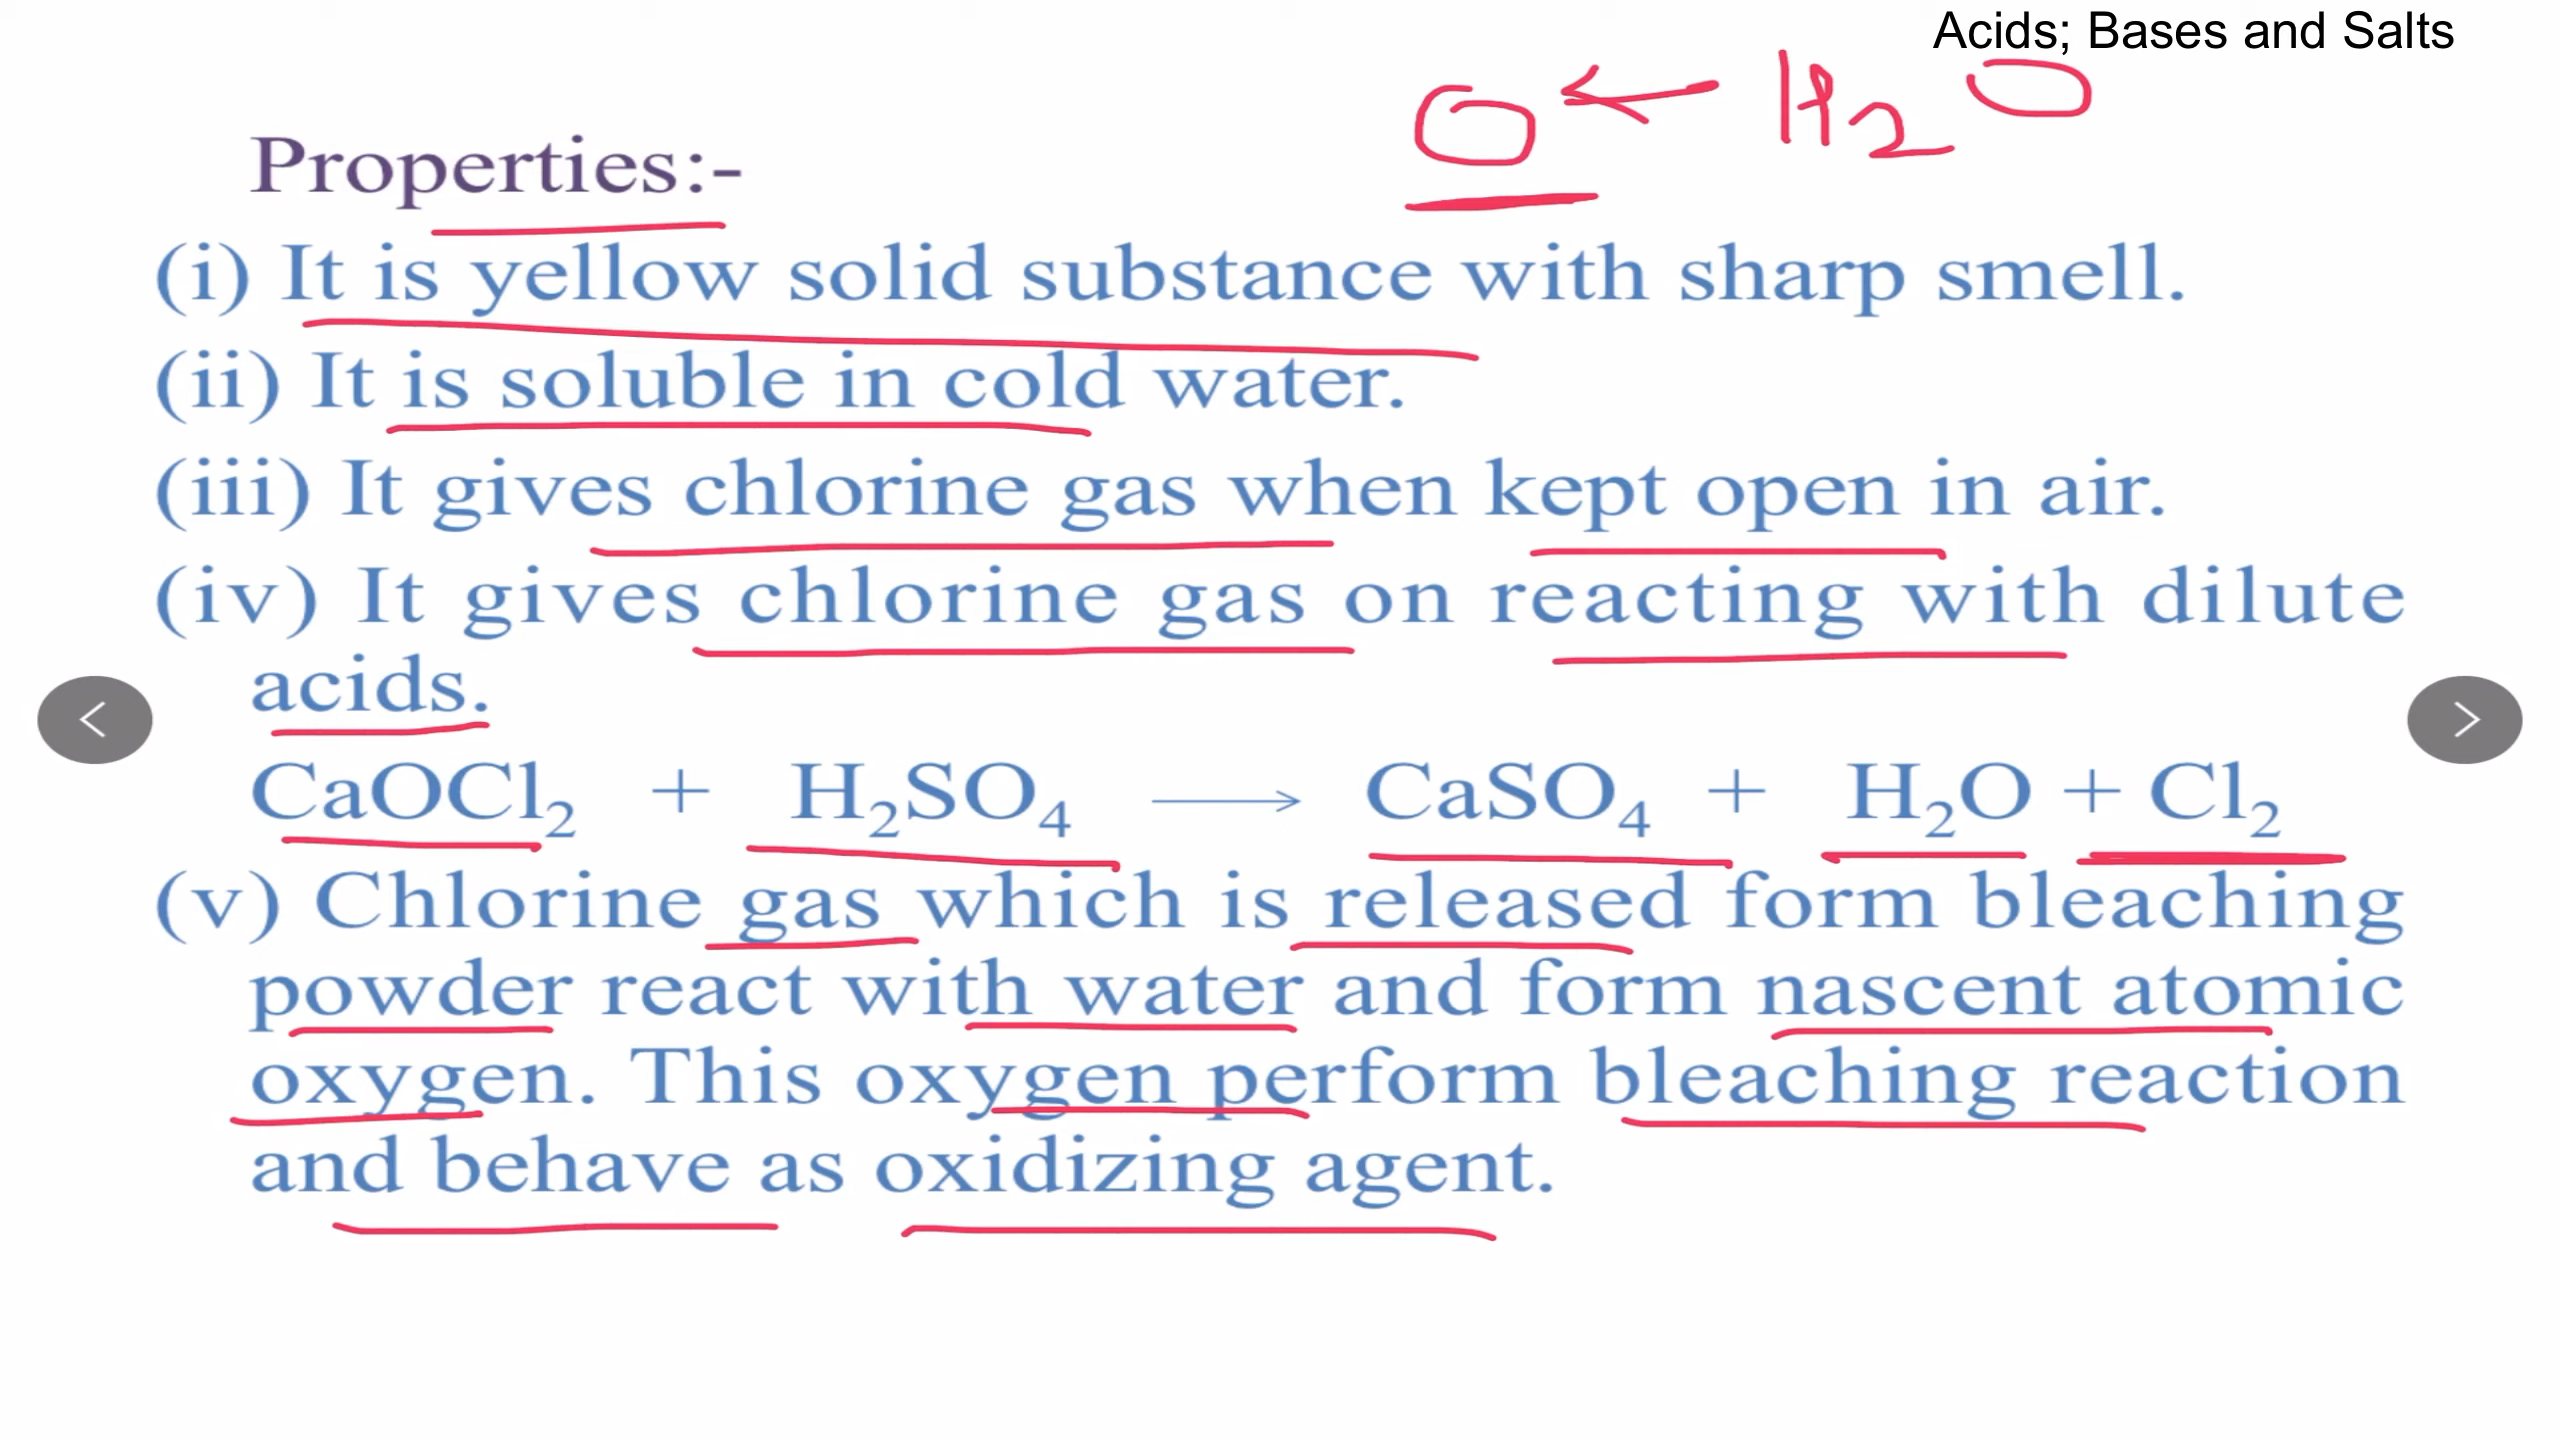 Acids; Bases and Salts
O ← H₂O
Properties:-
(i) It is yellow solid substance with sharp smell.
(ii) It is soluble in cold water.
(iii) It gives chlorine gas when kept open in air.
(iv) It gives chlorine gas on reacting with dilute
acids.
CaOCl₂ + H₂SO₄ ⟶ CaSO₄ + H₂O + Cl₂
(v) Chlorine gas which is released form bleaching
powder react with water and form nascent atomic
oxygen. This oxygen perform bleaching reaction
and behave as oxidizing agent.